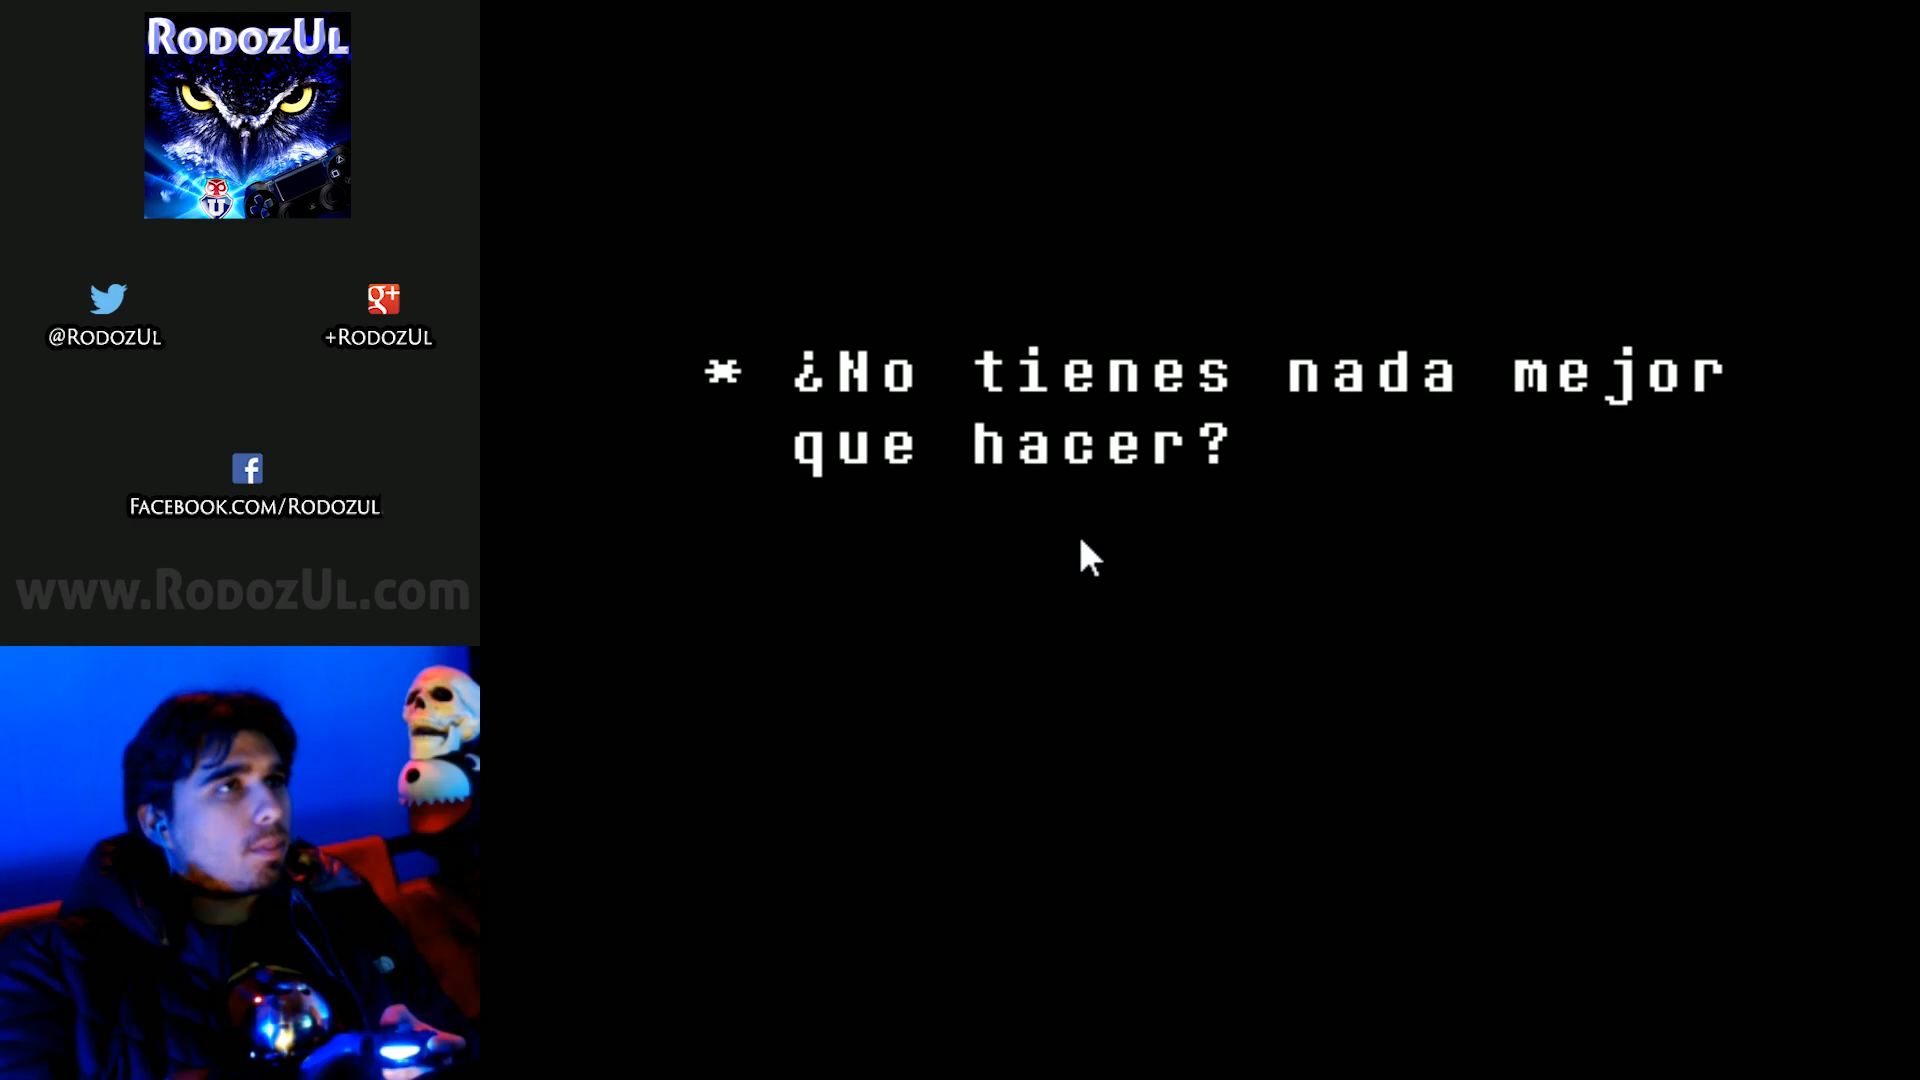 RODOZUL
U
@RODOZUL
g+
+RODOZUL
f
FACEBOOK.COM/RODOZUL
www.RODOZUL.com
* ¿No tienes nada mejor
que hacer?